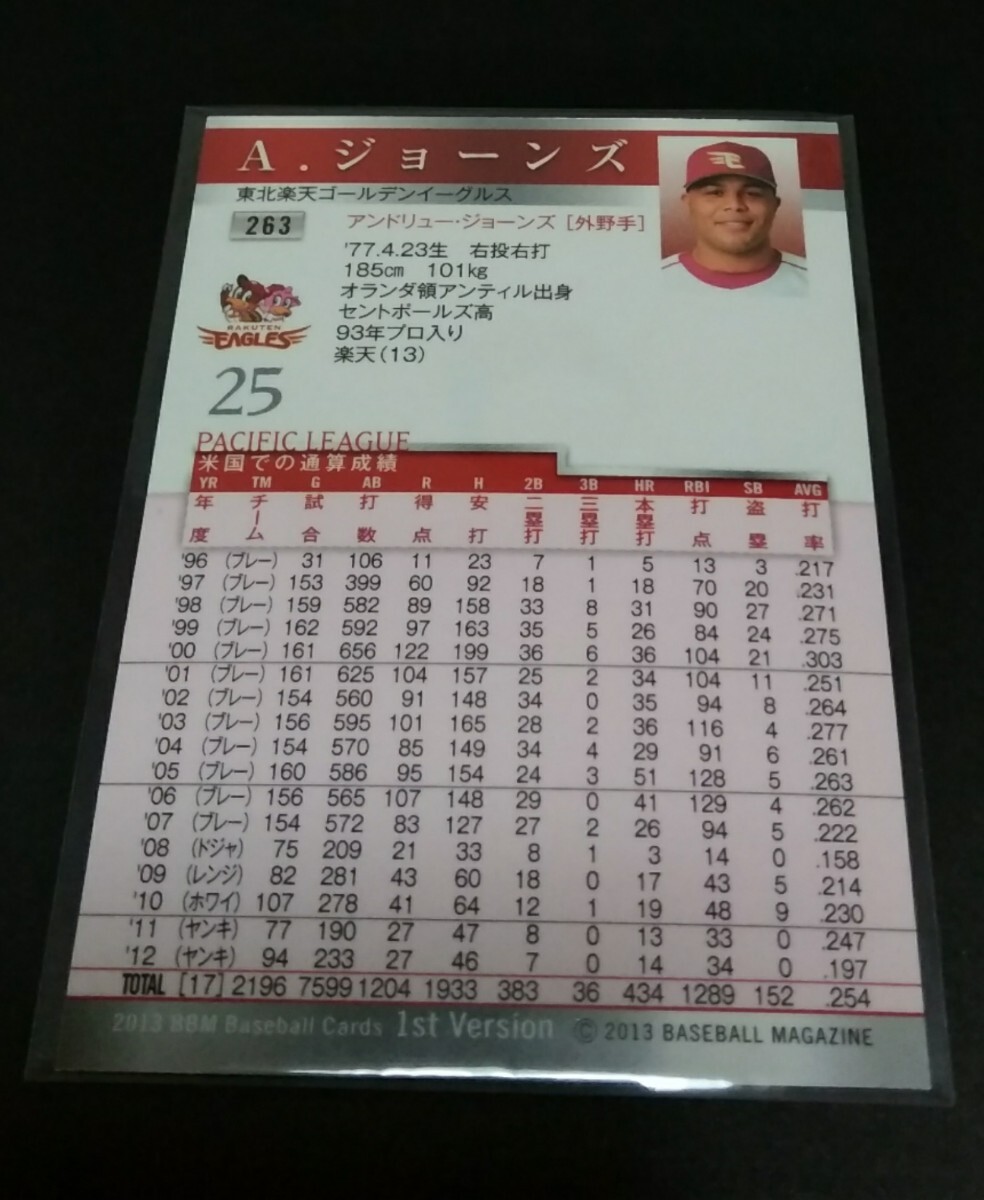 A.ジョーンズ
東北楽天ゴールデンイーグルス
263
アンドリュー・ジョーンズ [外野手]
'77.4.23生 右投右打
185㎝ 101㎏
オランダ領アンティル出身
セントポールズ高
93年プロ入り
楽天(13)
RAKUTEN
EAGLES
25
PACIFIC LEAGUE
米国での通算成績
YR TM G AB R H 2B 3B HR RBI SB AVG
年度 チーム 試合 打数 得点 安打 二塁打 三塁打 本塁打 打点 盗塁 打率
'96 (ブレー) 31 106 11 23 7 1 5 13 3 .217
'97 (ブレー) 153 399 60 92 18 1 18 70 20 .231
'98 (ブレー) 159 582 89 158 33 8 31 90 27 .271
'99 (ブレー) 162 592 97 163 35 5 26 84 24 .275
'00 (ブレー) 161 656 122 199 36 6 36 104 21 .303
'01 (ブレー) 161 625 104 157 25 2 34 104 11 .251
'02 (ブレー) 154 560 91 148 34 0 35 94 8 .264
'03 (ブレー) 156 595 101 165 28 2 36 116 4 .277
'04 (ブレー) 154 570 85 149 34 4 29 91 6 .261
'05 (ブレー) 160 586 95 154 24 3 51 128 5 .263
'06 (ブレー) 156 565 107 148 29 0 41 129 4 .262
'07 (ブレー) 154 572 83 127 27 2 26 94 5 .222
'08 (ドジャ) 75 209 21 33 8 1 3 14 0 .158
'09 (レンジ) 82 281 43 60 18 0 17 43 5 .214
'10 (ホワイ) 107 278 41 64 12 1 19 48 9 .230
'11 (ヤンキ) 77 190 27 47 8 0 13 33 0 .247
'12 (ヤンキ) 94 233 27 46 7 0 14 34 0 .197
TOTAL [17] 2196 7599 1204 1933 383 36 434 1289 152 .254
2013 BBM Baseball Cards 1st Version © 2013 BASEBALL MAGAZINE